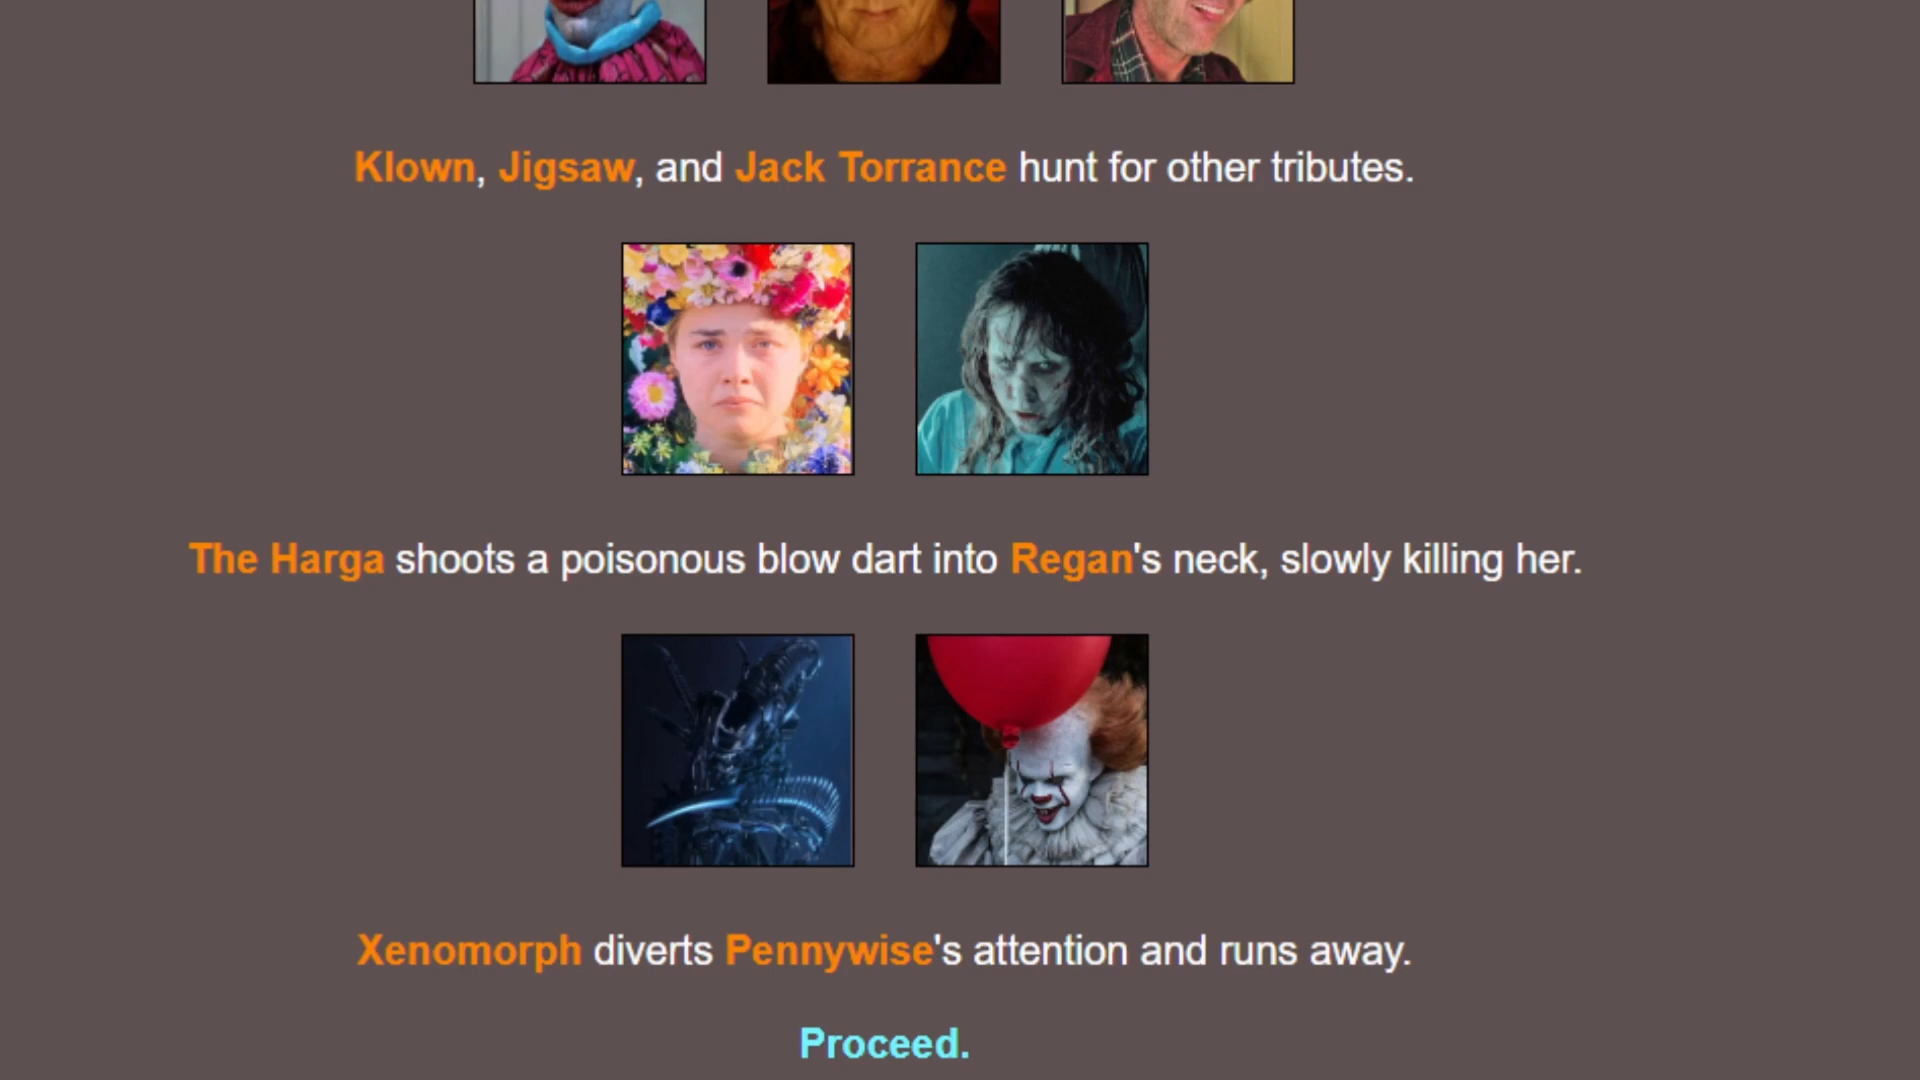 Klown, Jigsaw, and Jack Torrance hunt for other tributes.
The Harga shoots a poisonous blow dart into Regan's neck, slowly killing her.
Xenomorph diverts Pennywise's attention and runs away.
Proceed.